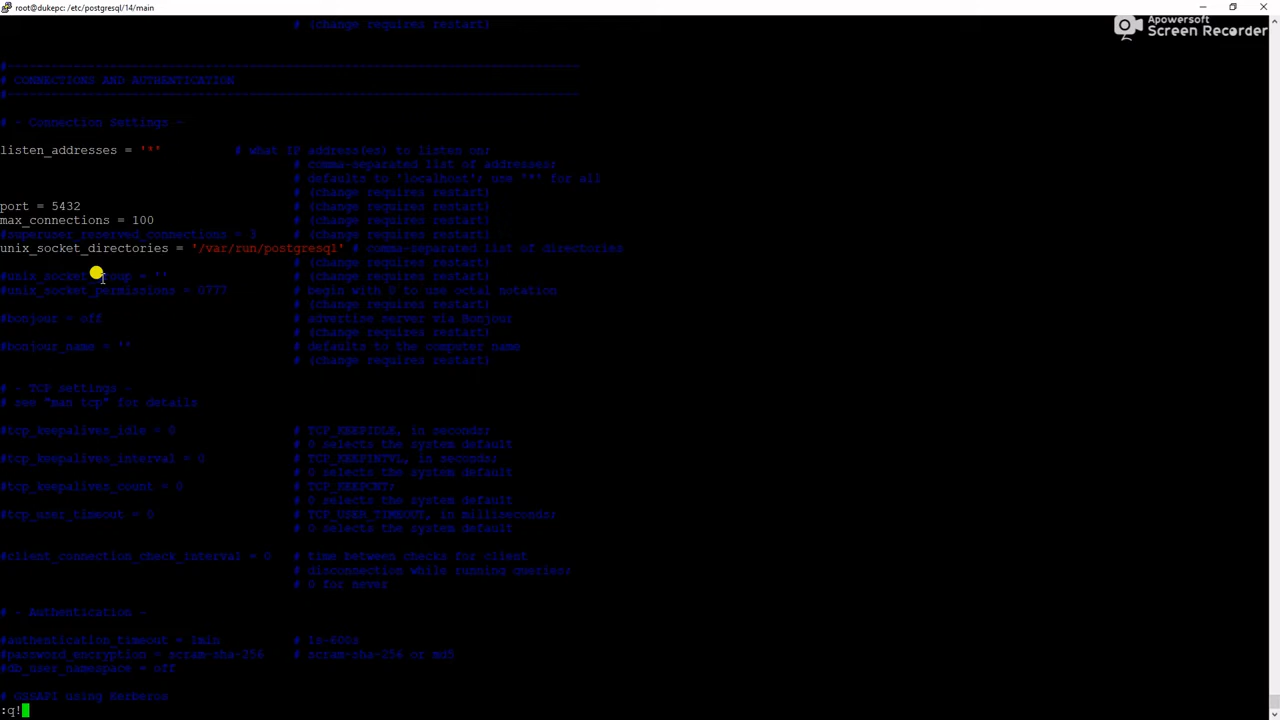 root@dukepc: /etc/postgresql/14/main
Apowersoft
Screen Recorder
# (change requires restart)
#------------------------------------------------------------------------------
# CONNECTIONS AND AUTHENTICATION
#------------------------------------------------------------------------------
# - Connection Settings -
listen_addresses = '*' # what IP address(es) to listen on;
# comma-separated list of addresses;
# defaults to 'localhost'; use '*' for all
# (change requires restart)
port = 5432 # (change requires restart)
max_connections = 100 # (change requires restart)
#superuser_reserved_connections = 3 # (change requires restart)
unix_socket_directories = '/var/run/postgresql' # comma-separated list of directories
# (change requires restart)
#unix_socket_group = '' # (change requires restart)
#unix_socket_permissions = 0777 # begin with 0 to use octal notation
# (change requires restart)
#bonjour = off # advertise server via Bonjour
# (change requires restart)
#bonjour_name = '' # defaults to the computer name
# (change requires restart)
# - TCP settings -
# see "man tcp" for details
#tcp_keepalives_idle = 0 # TCP_KEEPIDLE, in seconds;
# 0 selects the system default
#tcp_keepalives_interval = 0 # TCP_KEEPINTVL, in seconds;
# 0 selects the system default
#tcp_keepalives_count = 0 # TCP_KEEPCNT;
# 0 selects the system default
#tcp_user_timeout = 0 # TCP_USER_TIMEOUT, in milliseconds;
# 0 selects the system default
#client_connection_check_interval = 0 # time between checks for client
# disconnection while running queries;
# 0 for never
# - Authentication -
#authentication_timeout = 1min # 1s-600s
#password_encryption = scram-sha-256 # scram-sha-256 or md5
#db_user_namespace = off
# GSSAPI using Kerberos
:q!